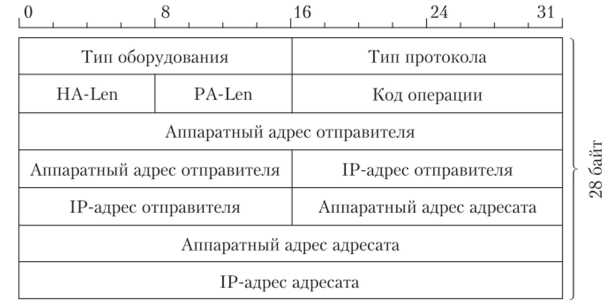 0 8 16 24 31
Тип оборудования Тип протокола
HA-Len PA-Len Код операции
Аппаратный адрес отправителя
Аппаратный адрес отправителя IP-адрес отправителя
IP-адрес отправителя Аппаратный адрес адресата
Аппаратный адрес адресата
IP-адрес адресата
28 байт